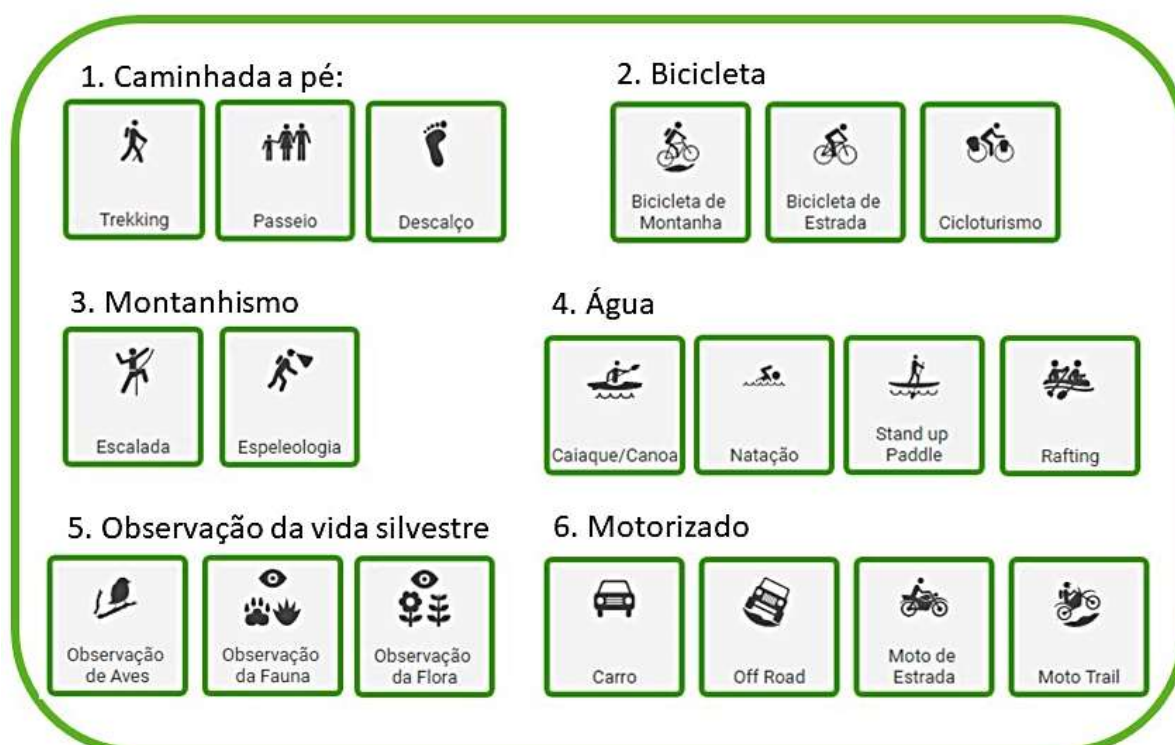 1. Caminhada a pé:
Trekking
Passeio
Descalço
2. Bicicleta
Bicicleta de
Montanha
Bicicleta de
Estrada
Cicloturismo
3. Montanhismo
Escalada
Espeleologia
4. Água
Caiaque/Canoa
Natação
Stand up
Paddle
Rafting
5. Observação da vida silvestre
Observação
de Aves
Observação
da Fauna
Observação
da Flora
6. Motorizado
Carro
Off Road
Moto de
Estrada
Moto Trail